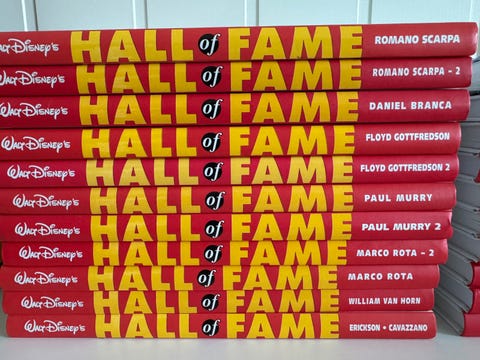 Walt Disney's HALL of FAME ROMANO SCARPA
Walt Disney's HALL of FAME ROMANO SCARPA - 2
Walt Disney's HALL of FAME DANIEL BRANCA
Walt Disney's HALL of FAME FLOYD GOTTFREDSON
Walt Disney's HALL of FAME FLOYD GOTTFREDSON 2
Walt Disney's HALL of FAME PAUL MURRY
Walt Disney's HALL of FAME PAUL MURRY 2
Walt Disney's HALL of FAME MARCO ROTA - 2
Walt Disney's HALL of FAME MARCO ROTA
Walt Disney's HALL of FAME WILLIAM VAN HORN
Walt Disney's HALL of FAME ERICKSON • CAVAZZANO